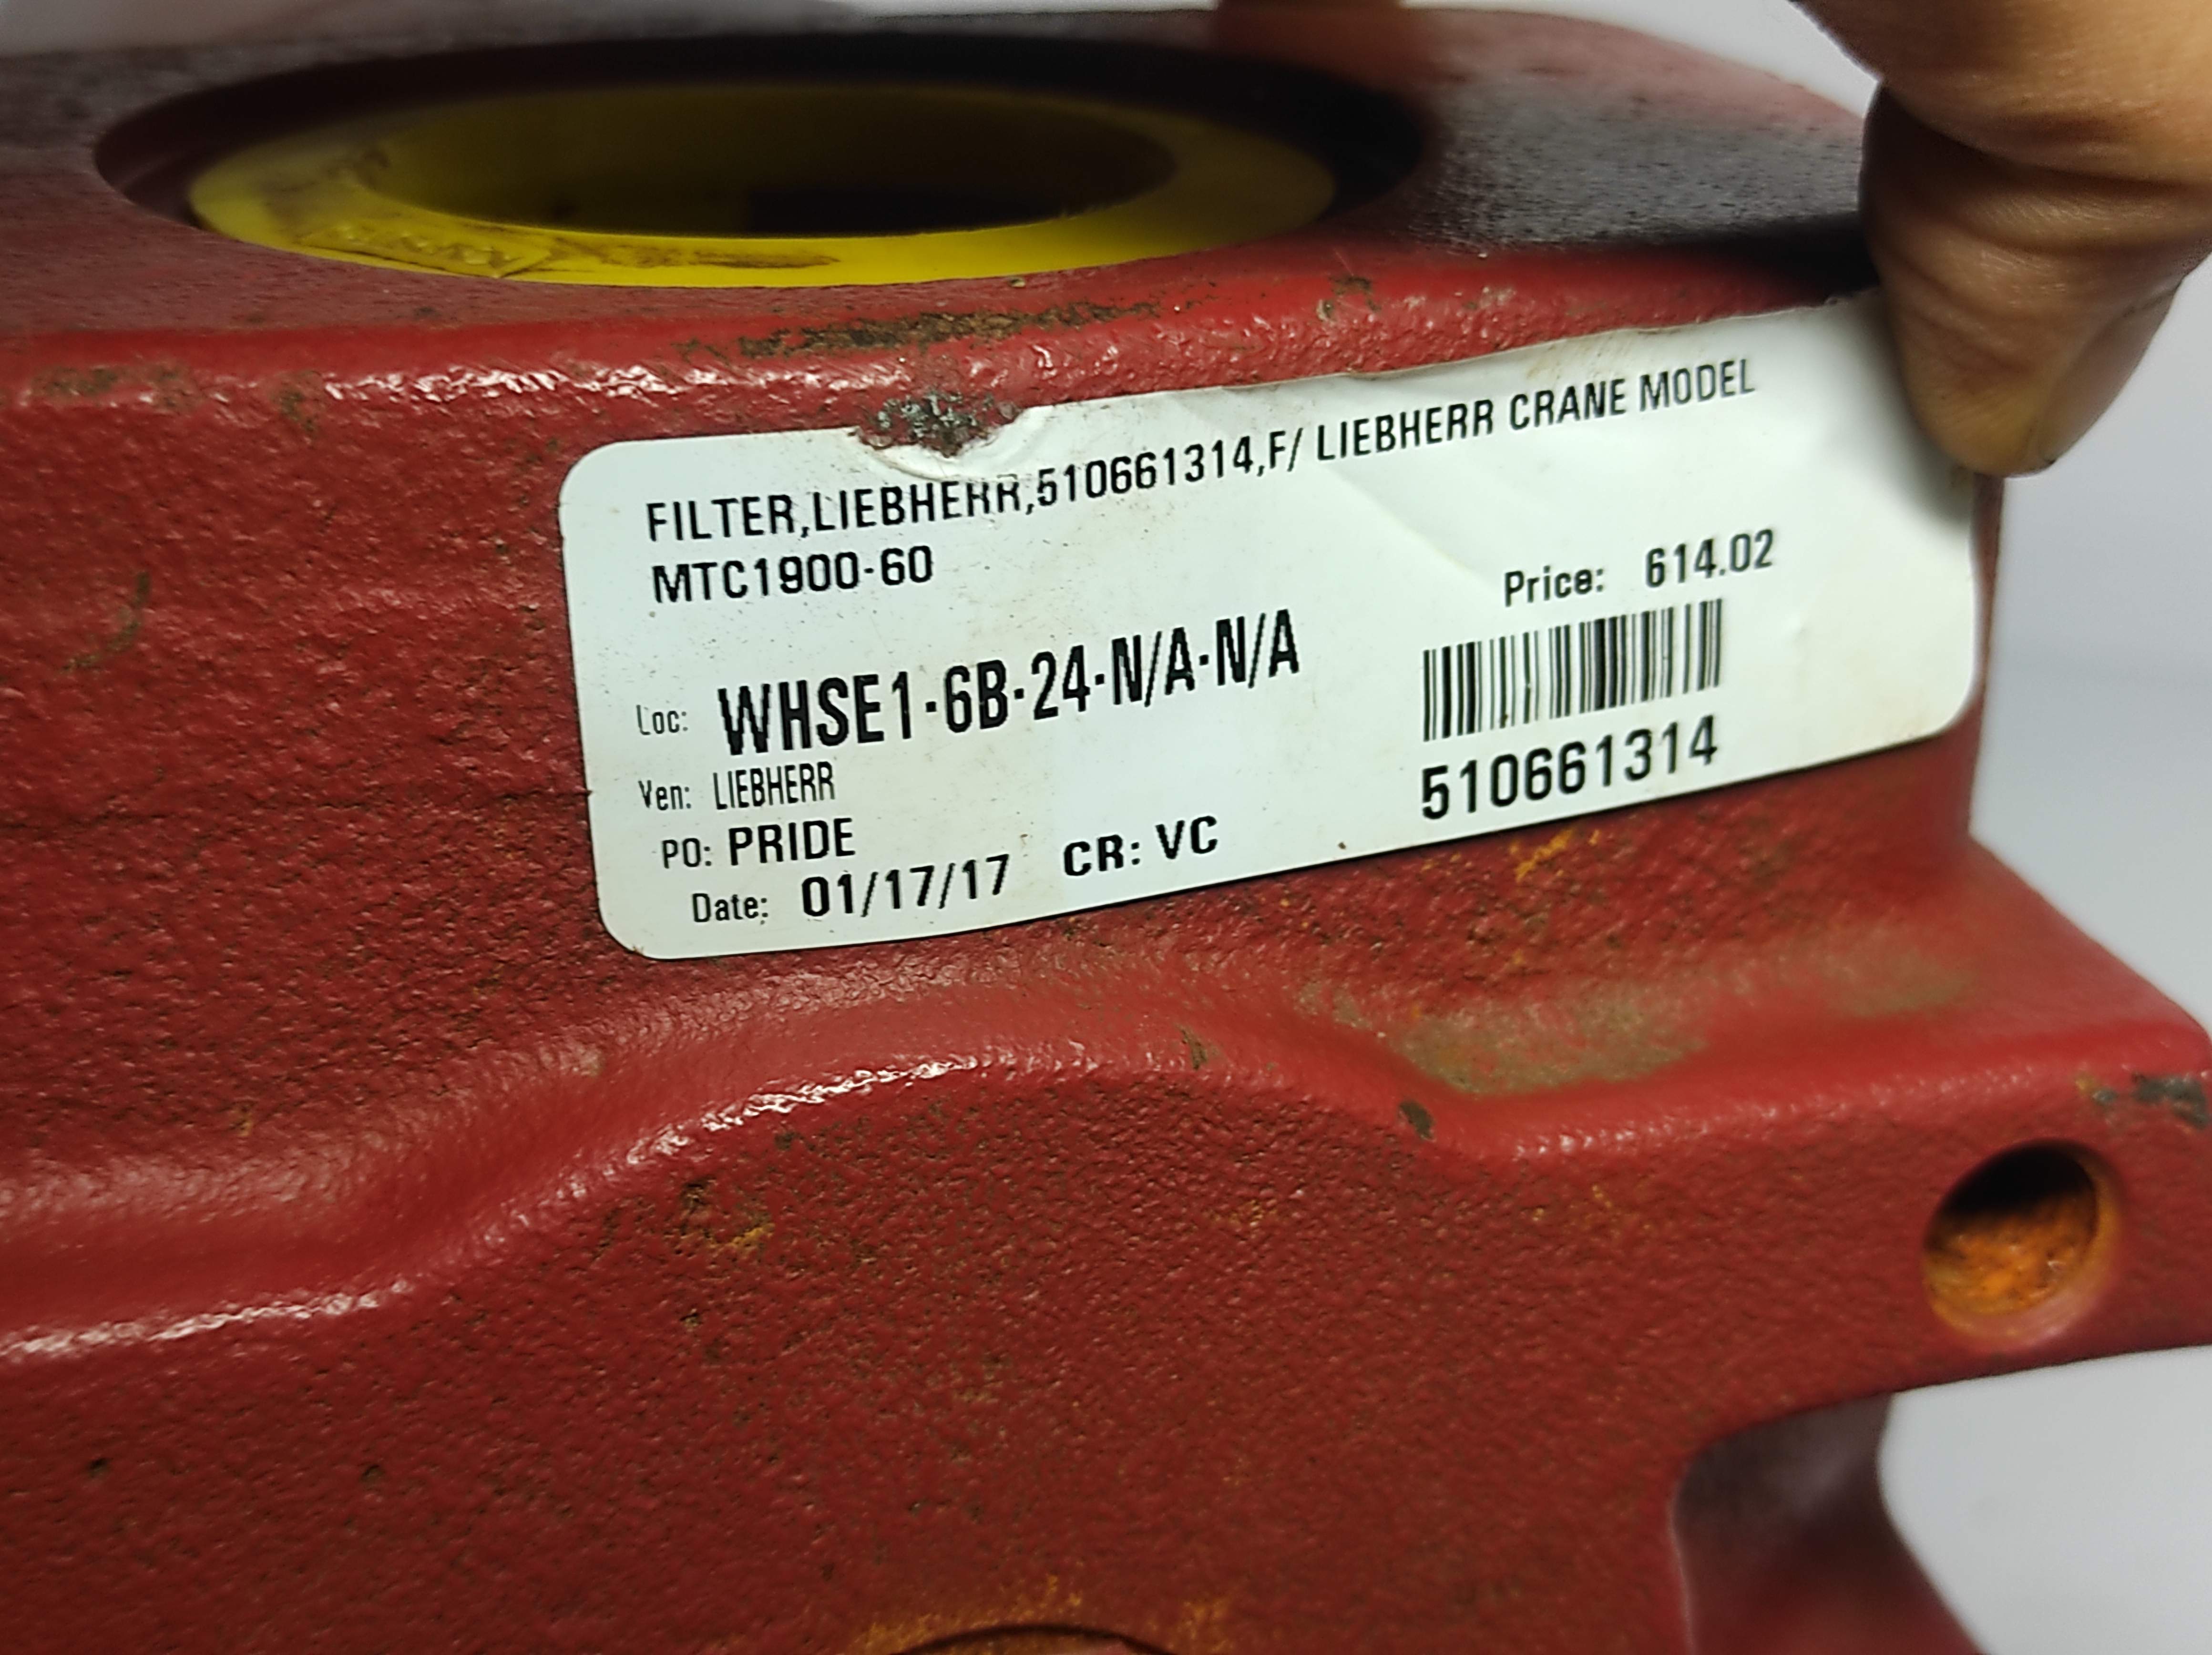 FILTER,LIEBHERR,510661314,F/ LIEBHERR CRANE MODEL
MTC1900-60
Price: 614.02
Loc: WHSE1-6B-24-N/A-N/A
510661314
Ven: LIEBHERR
PO: PRIDE
Date: 01/17/17 CR: VC